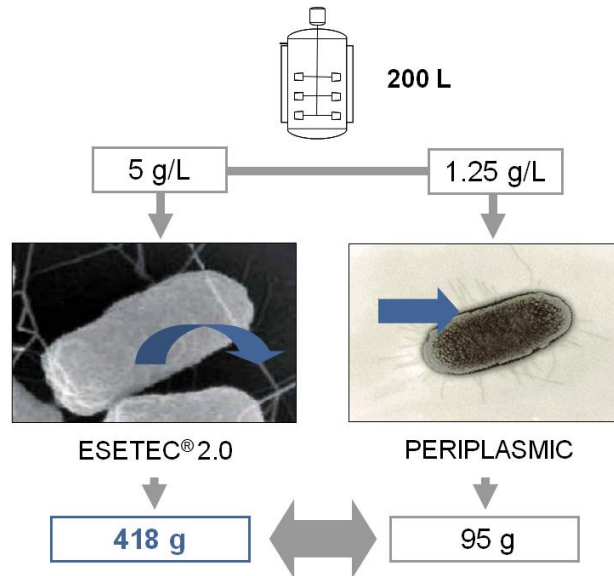 200 L
5 g/L
1.25 g/L
ESETEC® 2.0
PERIPLASMIC
418 g
95 g